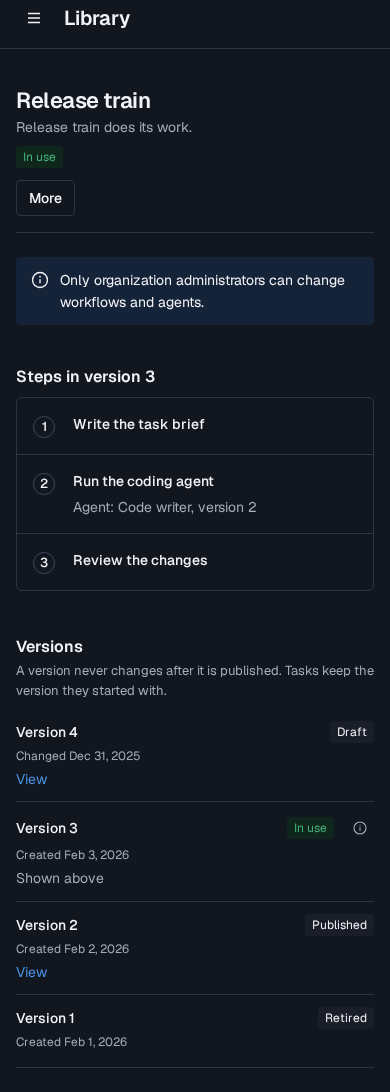 Library
Release train
Release train does its work.
In use
More
Only organization administrators can change
workflows and agents.
Steps in version 3
1 Write the task brief
2 Run the coding agent
Agent: Code writer, version 2
3 Review the changes
Versions
A version never changes after it is published. Tasks keep the
version they started with.
Version 4 Draft
Changed Dec 31, 2025
View
Version 3 In use
Created Feb 3, 2026
Shown above
Version 2 Published
Created Feb 2, 2026
View
Version 1 Retired
Created Feb 1, 2026